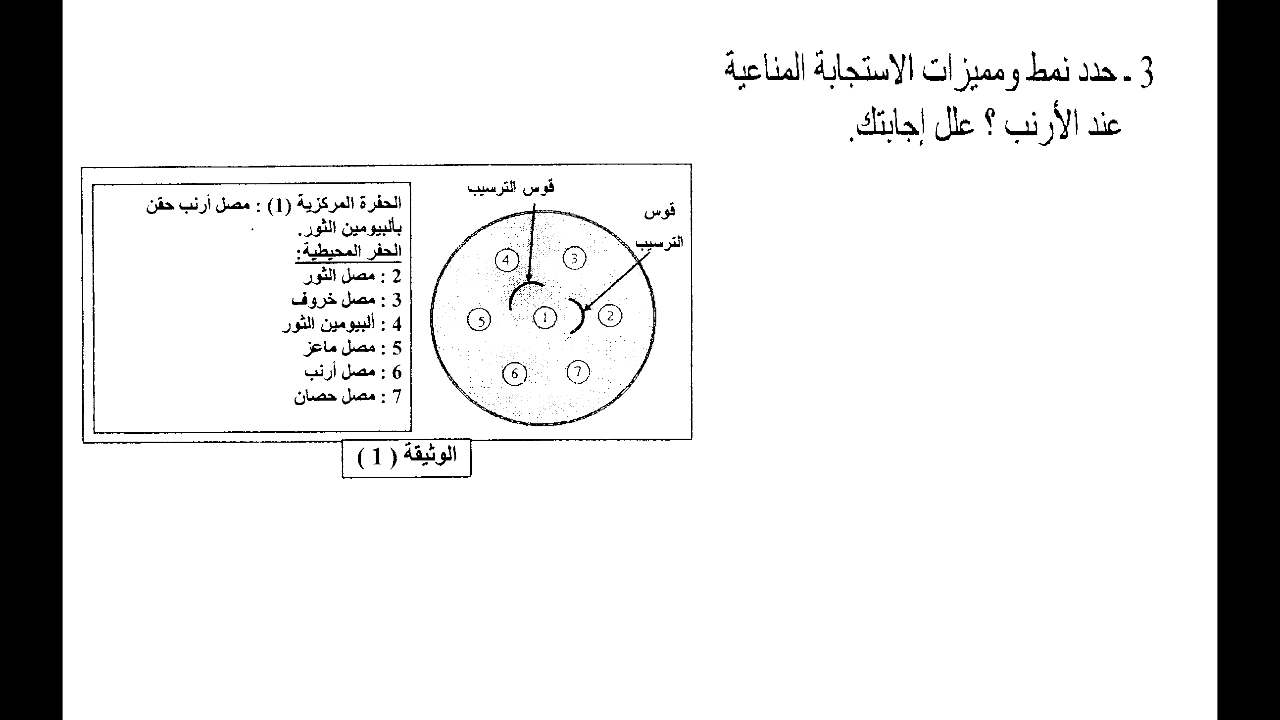 3 - حدد نمط ومميزات الاستجابة المناعية
عند الأرنب ؟ علل إجابتك.
الحفرة المركزية (1) : مصل أرنب حقن
بألبيومين الثور.
الحفر المحيطية:
2 : مصل الثور
3 : مصل خروف
4 : ألبيومين الثور
5 : مصل ماعز
6 : مصل أرنب
7 : مصل حصان
قوس الترسيب
قوس
الترسيب
4
3
5
1
2
6
7
الوثيقة ( 1 )